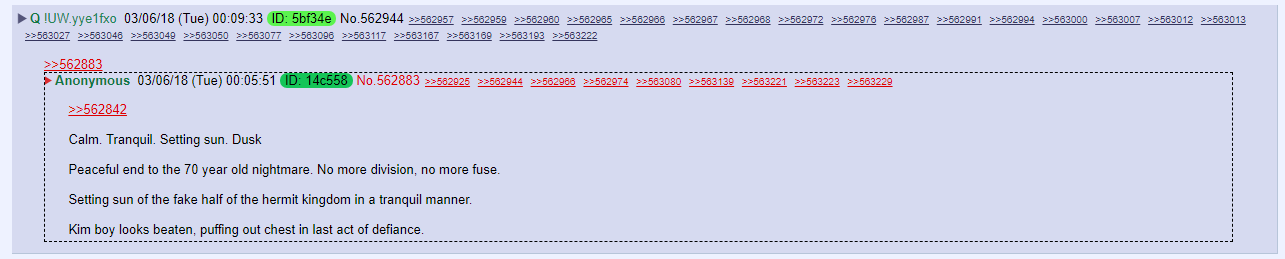 ▶ Q !UW.yye1fxo 03/06/18 (Tue) 00:09:33 ID: 5bf34e No.562944 >>562957 >>562959 >>562960 >>562965 >>562966 >>562967 >>562968 >>562972 >>562976 >>562987 >>562991 >>562994 >>563000 >>563007 >>563012 >>563013
>>563027 >>563046 >>563049 >>563050 >>563077 >>563096 >>563117 >>563167 >>563169 >>563193 >>563222
>>562883
▶ Anonymous 03/06/18 (Tue) 00:05:51 ID: 14c558 No.562883 >>562925 >>562944 >>562966 >>562974 >>563080 >>563139 >>563221 >>563223 >>563229
>>562842
Calm. Tranquil. Setting sun. Dusk
Peaceful end to the 70 year old nightmare. No more division, no more fuse.
Setting sun of the fake half of the hermit kingdom in a tranquil manner.
Kim boy looks beaten, puffing out chest in last act of defiance.